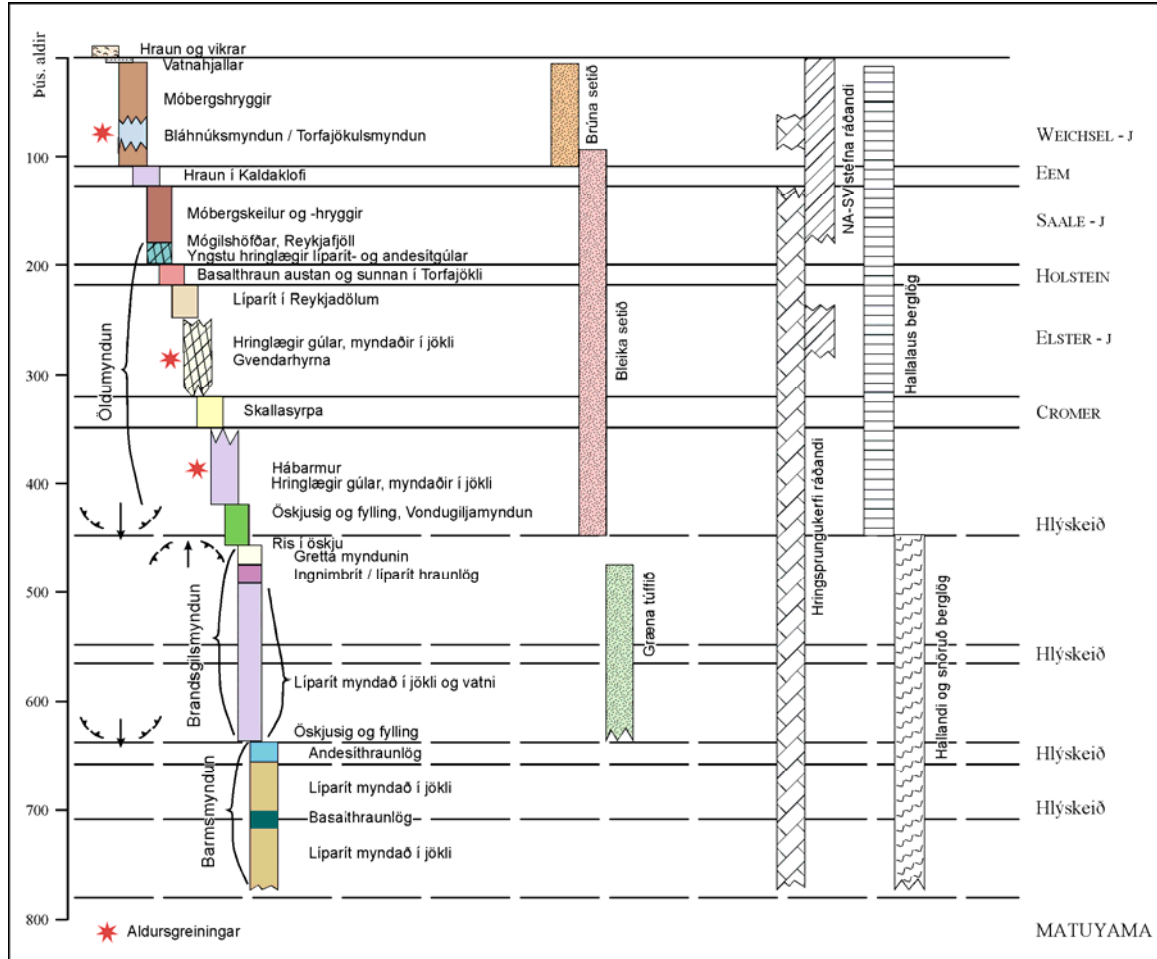 Þús. aldir
100
200
300
400
500
600
700
800
Hraun og vikrar
Vatnahjallar
Móbergshryggir
Bláhnúksmyndun / Torfajökulsmyndun
Hraun í Kaldaklofi
Móbergskeilur og -hryggir
Mógilshöfðar, Reykjafjöll
Yngstu hringlægir líparít- og andesítgúlar
Basalthraun austan og sunnan í Torfajökli
Líparít í Reykjadölum
Hringlægir gúlar, myndaðir í jökli
Gvendarhyrna
Skallasyrpa
Hábarmur
Hringlægir gúlar, myndaðir í jökli
Öskjusig og fylling, Vondugiljamyndun
Ris í öskju
Gretta myndunin
Ingnimbrít / líparít hraunlög
Líparít myndað í jökli og vatni
Öskjusig og fylling
Andesíthraunlög
Líparít myndað í jökli
Basalthraunlög
Líparít myndað í jökli
Öldumyndun
Brandsgilsmyndun
Barmsmyndun
Brúna setið
Bleika setið
Græna túffið
Hringsprungukerfi ráðandi
NA-SV stefna ráðandi
Hallalaus berglög
Hallandi og snöruð berglög
WEICHSEL - J
EEM
SAALE - J
HOLSTEIN
ELSTER - J
CROMER
Hlýskeið
Hlýskeið
Hlýskeið
Hlýskeið
MATUYAMA
Aldursgreiningar